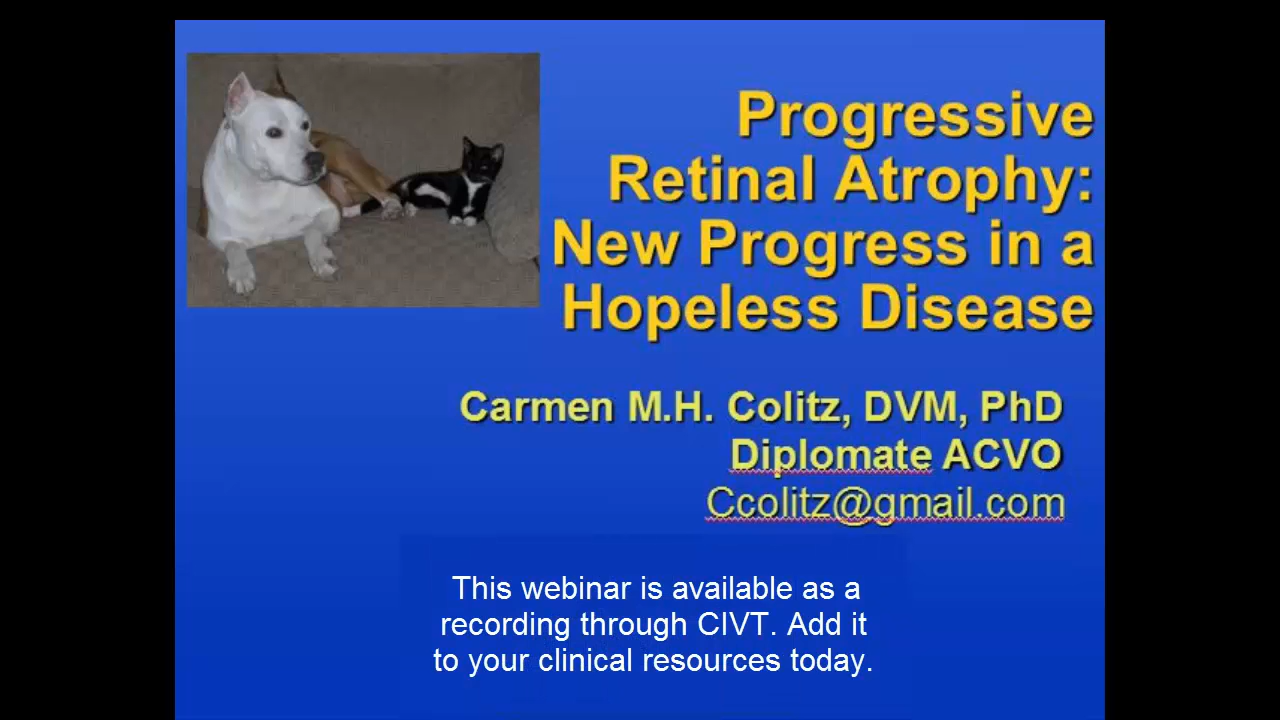 Progressive
Retinal Atrophy:
New Progress in a
Hopeless Disease
Carmen M.H. Colitz, DVM, PhD
Diplomate ACVO
Ccolitz@gmail.com
This webinar is available as a
recording through CIVT. Add it
to your clinical resources today.